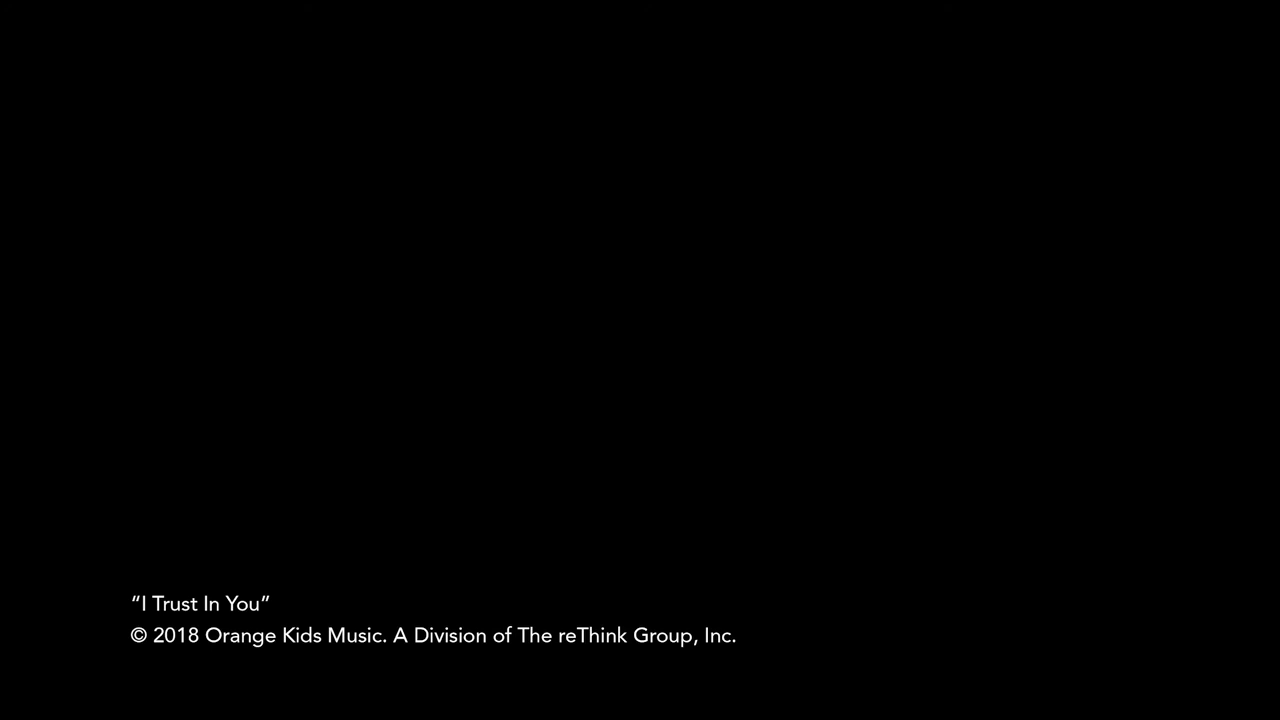 “I Trust In You”
© 2018 Orange Kids Music. A Division of The reThink Group, Inc.